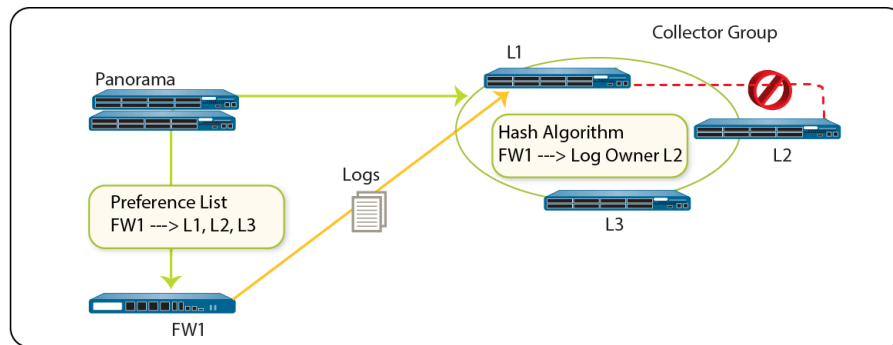 Collector Group
L1
Panorama
Hash Algorithm
FW1 ---> Log Owner L2
L2
Logs
Preference List
FW1 ---> L1, L2, L3
L3
FW1